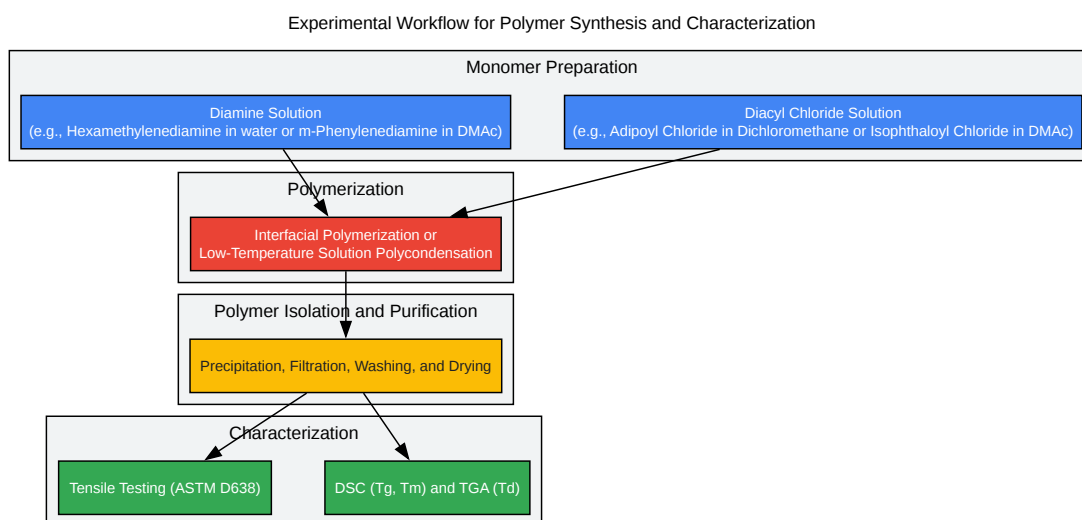 Experimental Workflow for Polymer Synthesis and Characterization
Monomer Preparation
Diamine Solution
(e.g., Hexamethylenediamine in water or m-Phenylenediamine in DMAc)
Diacyl Chloride Solution
(e.g., Adipoyl Chloride in Dichloromethane or Isophthaloyl Chloride in DMAc)
Polymerization
Interfacial Polymerization or
Low-Temperature Solution Polycondensation
Polymer Isolation and Purification
Precipitation, Filtration, Washing, and Drying
Characterization
Tensile Testing (ASTM D638)
DSC (Tg, Tm) and TGA (Td)